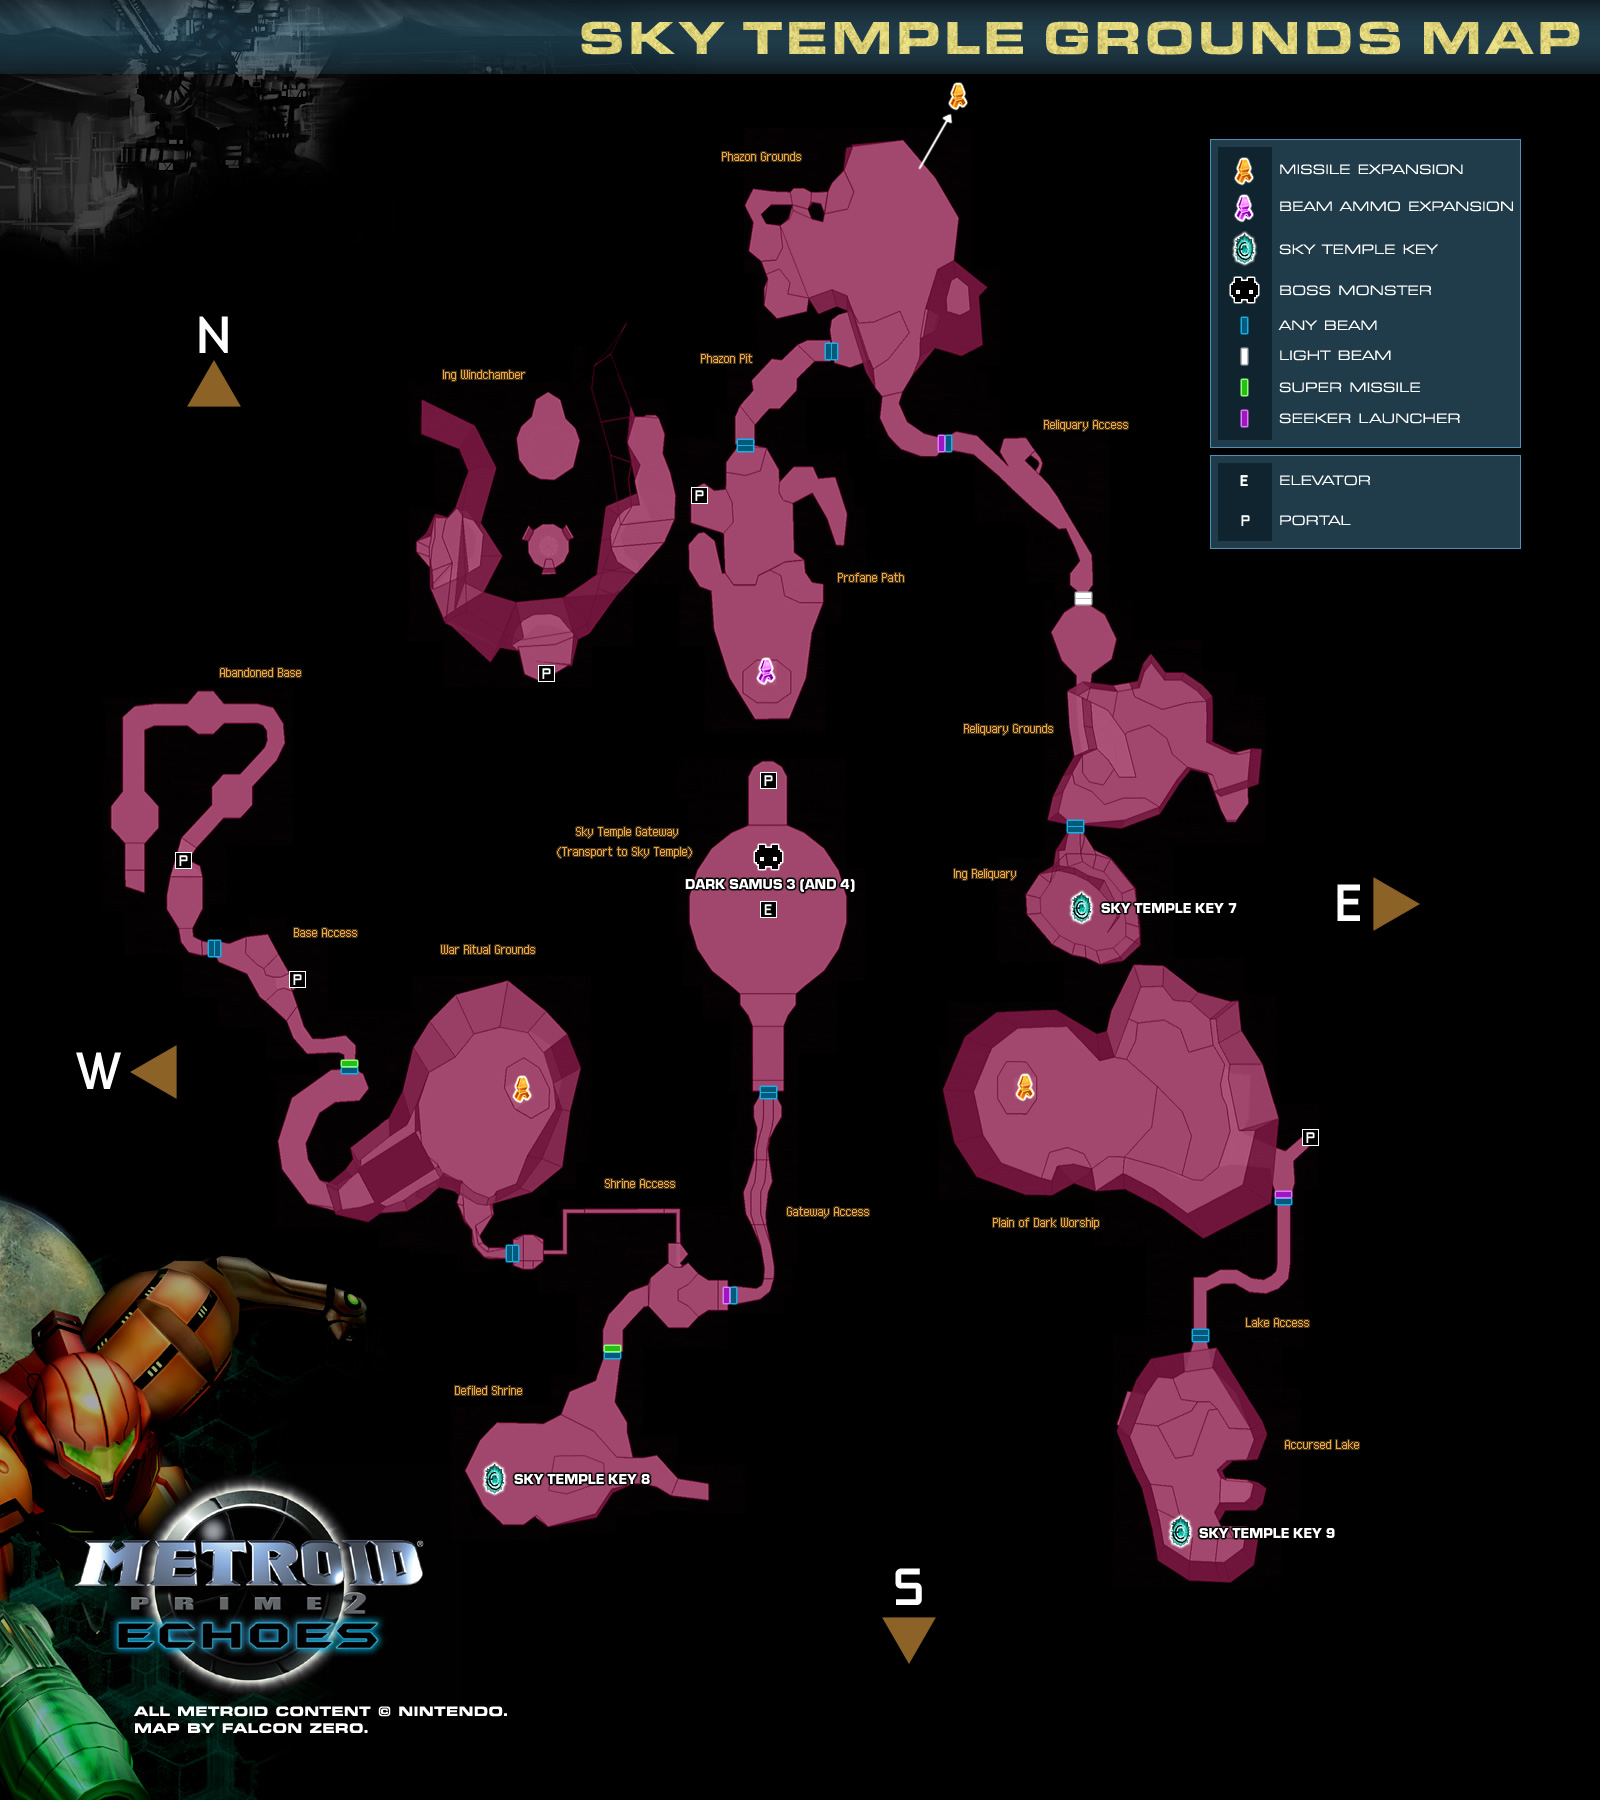 SKY TEMPLE GROUNDS MAP
Phazon Grounds
MISSILE EXPANSION
BEAM AMMO EXPANSION
SKY TEMPLE KEY
BOSS MONSTER
ANY BEAM
LIGHT BEAM
SUPER MISSILE
SEEKER LAUNCHER
E ELEVATOR
P PORTAL
N
Phazon Pit
Ing Windchamber
Reliquary Access
P
Profane Path
P
Abandoned Base
Reliquary Grounds
P
Sky Temple Gateway
(Transport to Sky Temple)
P
DARK SAMUS 3 (AND 4)
E
Ing Reliquary
SKY TEMPLE KEY 7
E
Base Access
War Ritual Grounds
P
W
P
Shrine Access
Gateway Access
Plain of Dark Worship
Lake Access
Defiled Shrine
Accursed Lake
SKY TEMPLE KEY 8
SKY TEMPLE KEY 9
METROID®
PRIME 2
ECHOES
S
ALL METROID CONTENT © NINTENDO.
MAP BY FALCON ZERO.